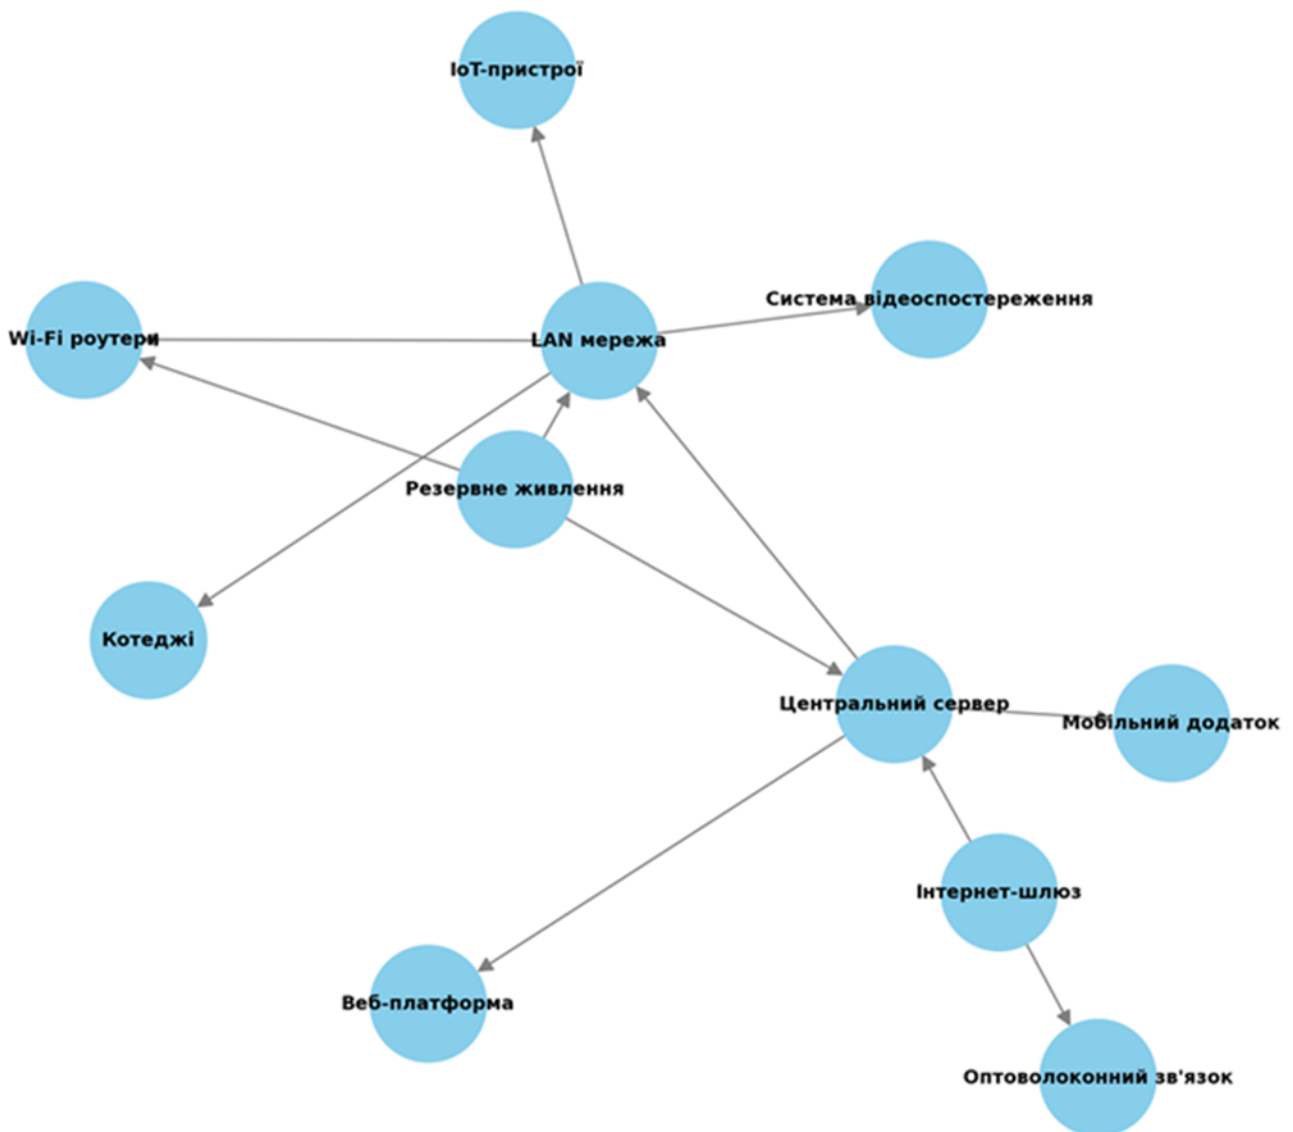 IoT-пристрої
Система відеоспостереження
Wi-Fi роутери
LAN мережа
Резервне живлення
Котеджі
Центральний сервер
Мобільний додаток
Інтернет-шлюз
Веб-платформа
Оптоволоконний зв'язок